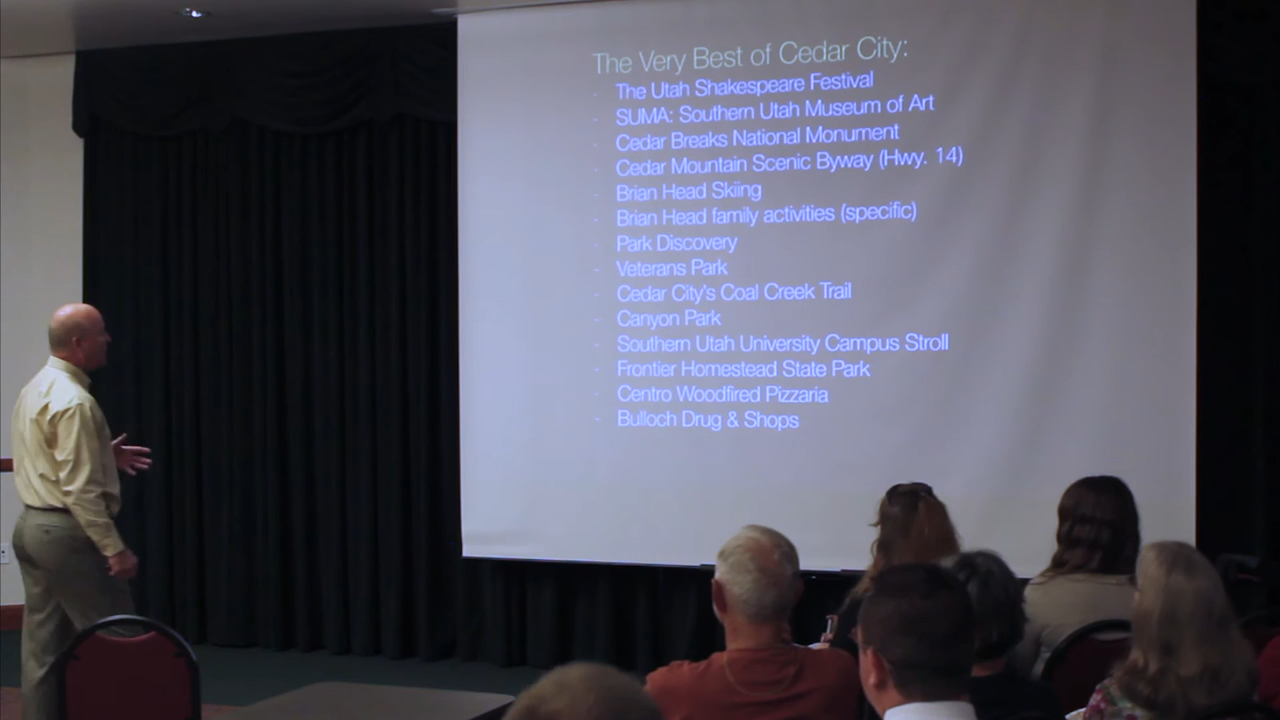 The Very Best of Cedar City:
- The Utah Shakespeare Festival
- SUMA: Southern Utah Museum of Art
- Cedar Breaks National Monument
- Cedar Mountain Scenic Byway (Hwy. 14)
- Brian Head Skiing
- Brian Head family activities (specific)
- Park Discovery
- Veterans Park
- Cedar City's Coal Creek Trail
- Canyon Park
- Southern Utah University Campus Stroll
- Frontier Homestead State Park
- Centro Woodfired Pizzaria
- Bulloch Drug & Shops